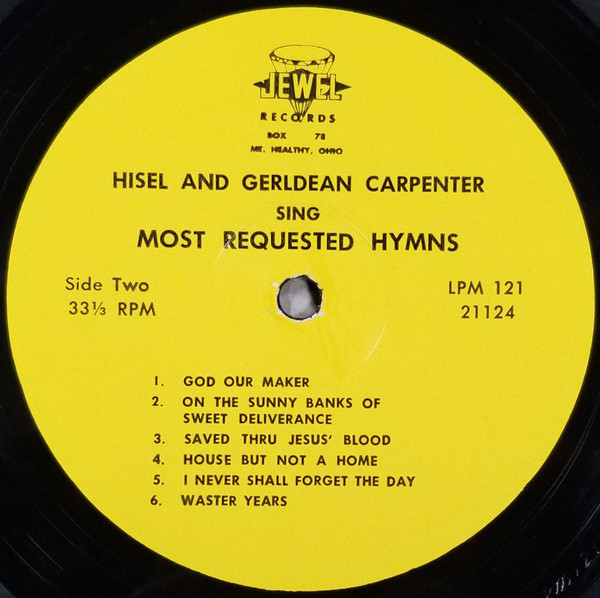 JEWEL
RECORDS
BOX 78
MT. HEALTHY, OHIO
HISEL AND GERLDEAN CARPENTER
SING
MOST REQUESTED HYMNS
Side Two
33⅓ RPM
LPM 121
21124
1. GOD OUR MAKER
2. ON THE SUNNY BANKS OF
SWEET DELIVERANCE
3. SAVED THRU JESUS' BLOOD
4. HOUSE BUT NOT A HOME
5. I NEVER SHALL FORGET THE DAY
6. WASTER YEARS